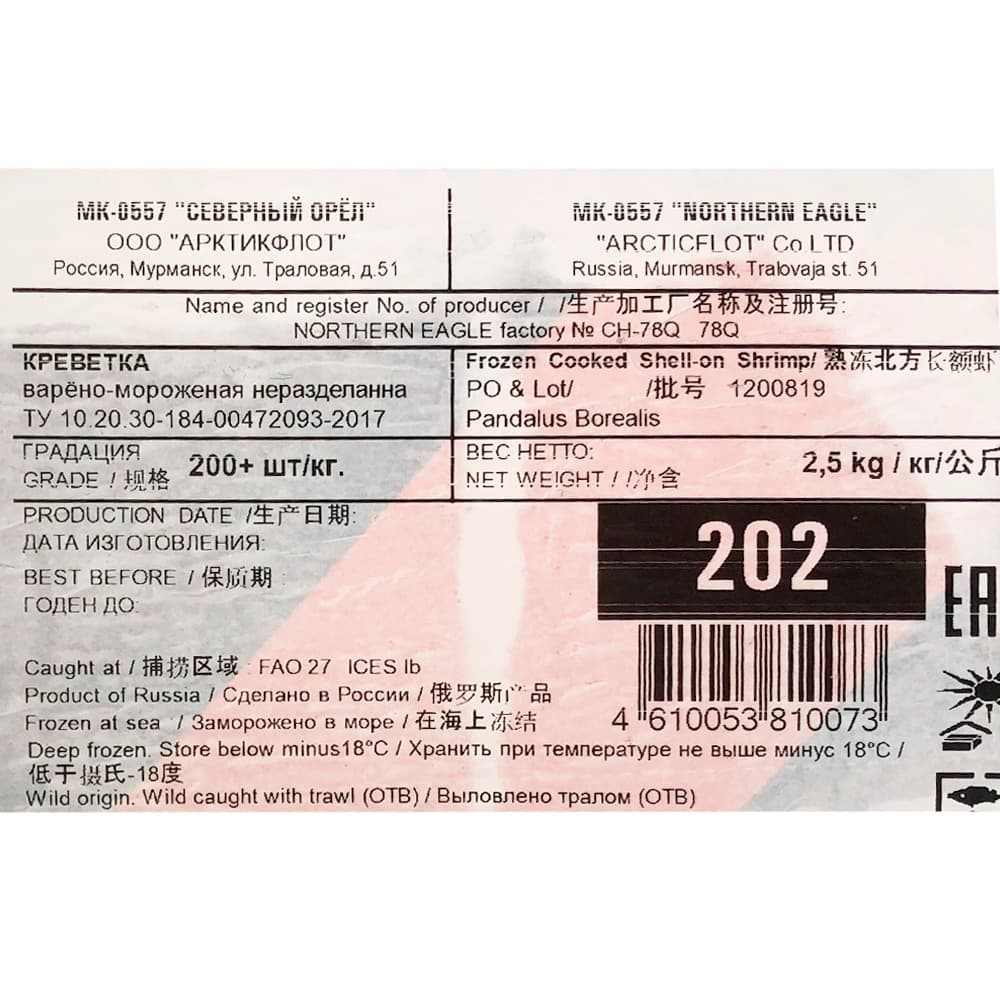 МК-0557 "СЕВЕРНЫЙ ОРЁЛ"
ООО "АРКТИКФЛОТ"
Россия, Мурманск, ул. Траловая, д.51
МК-0557 "NORTHERN EAGLE"
"ARCTICFLOT" Co.LTD
Russia, Murmansk, Tralovaja st. 51
Name and register No. of producer / /生产加工厂名称及注册号:
NORTHERN EAGLE factory № CH-78Q 78Q
КРЕВЕТКА
варёно-мороженая неразделанна
ТУ 10.20.30-184-00472093-2017
Frozen Cooked Shell-on Shrimp/ 熟冻北方长额虾
PO & Lot/ /批号 1200819
Pandalus Borealis
ГРАДАЦИЯ
GRADE / 规格 200+ шт/кг.
ВЕС НЕТТО:
NET WEIGHT / /净含 2,5 kg / кг/公斤
PRODUCTION DATE /生产日期:
ДАТА ИЗГОТОВЛЕНИЯ:
BEST BEFORE / 保质期 :
ГОДЕН ДО:
202
EAC
4 610053 810073
Caught at / 捕捞区域 : FAO 27 ICES Ib
Product of Russia / Сделано в России / 俄罗斯产品
Frozen at sea / Заморожено в море / 在海上冻结
Deep frozen. Store below minus18°C / Хранить при температуре не выше минус 18°C /
低于摄氏-18度
Wild origin. Wild caught with trawl (OTB) / Выловлено тралом (OTB)